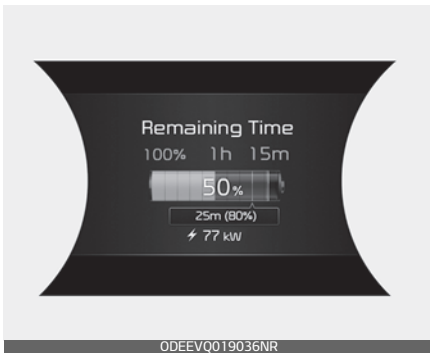 Remaining Time
100% 1h 15m
50%
25m (80%)
77 kW
ODEEVQ019036NR